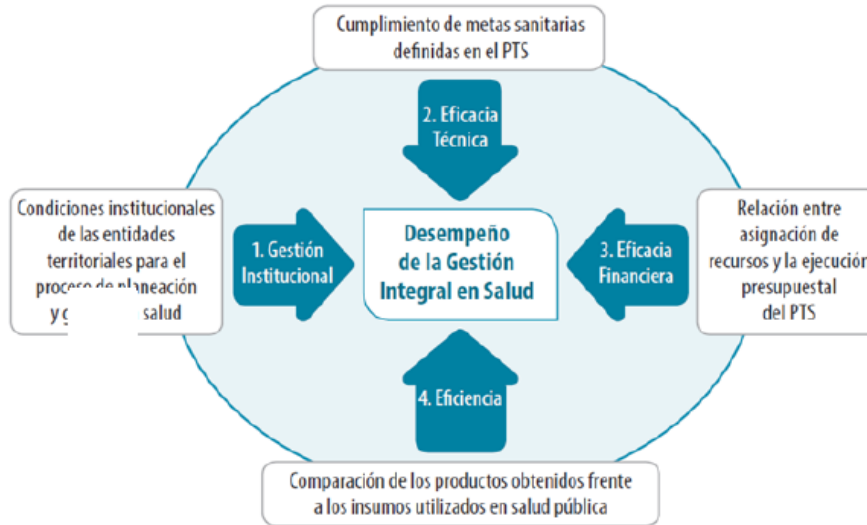 Cumplimiento de metas sanitarias
definidas en el PTS
2. Eficacia
Técnica
Condiciones institucionales
de las entidades
territoriales para el
proceso de planeación
y salud
1. Gestión
Institucional
Desempeño
de la Gestión
Integral en Salud
3. Eficacia
Financiera
Relación entre
asignación de
recursos y la ejecución
presupuestal
del PTS
4. Eficiencia
Comparación de los productos obtenidos frente
a los insumos utilizados en salud pública